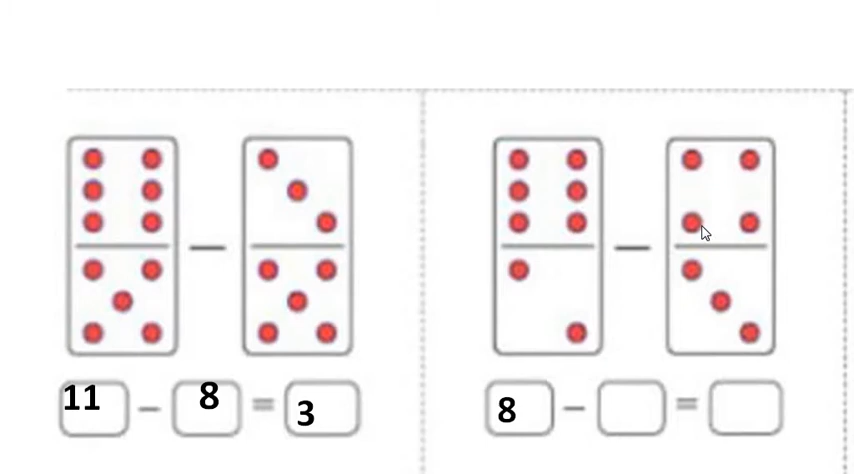 11 - 8 = 3
8 - =